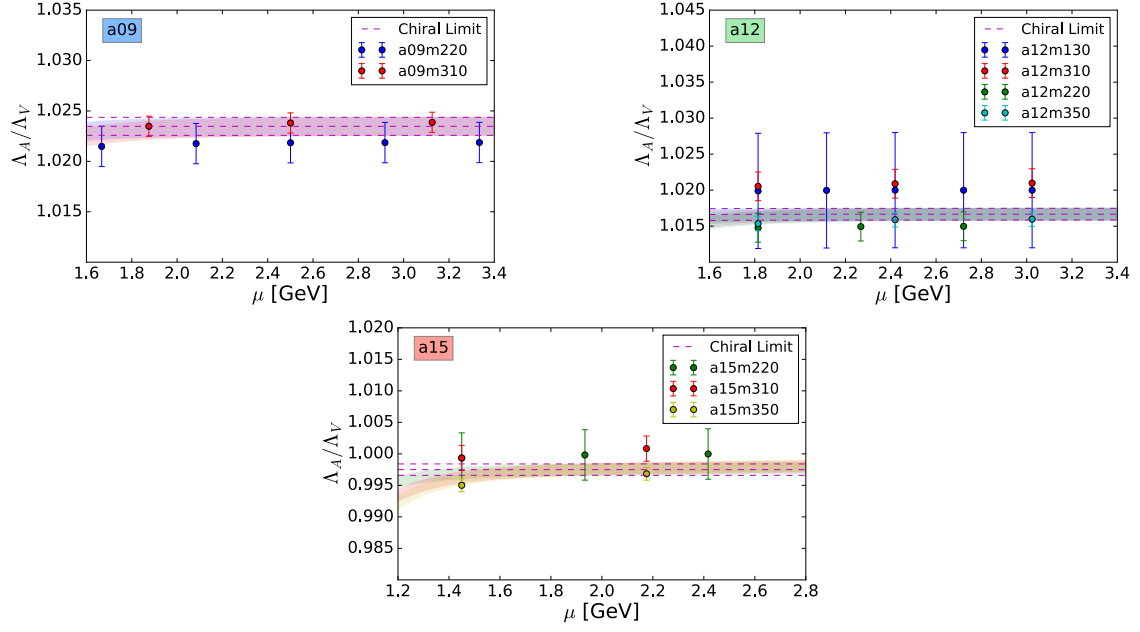 a09
Chiral Limit
a09m220
a09m310
1.040
1.035
1.030
1.025
1.020
1.015
Λ_A/Λ_V
1.6 1.8 2.0 2.2 2.4 2.6 2.8 3.0 3.2 3.4
μ [GeV]
a12
Chiral Limit
a12m130
a12m310
a12m220
a12m350
1.045
1.040
1.035
1.030
1.025
1.020
1.015
Λ_A/Λ_V
1.6 1.8 2.0 2.2 2.4 2.6 2.8 3.0 3.2 3.4
μ [GeV]
a15
Chiral Limit
a15m220
a15m310
a15m350
1.020
1.015
1.010
1.005
1.000
0.995
0.990
0.985
Λ_A/Λ_V
1.2 1.4 1.6 1.8 2.0 2.2 2.4 2.6 2.8
μ [GeV]